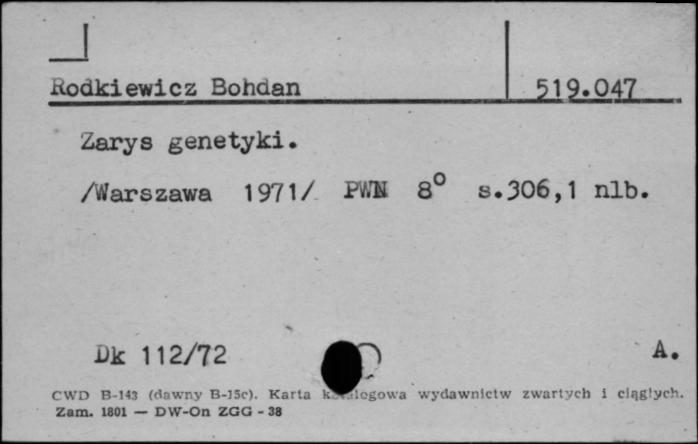 Rodkiewicz Bohdan 519.047
Zarys genetyki.
/Warszawa 1971/ PWN 8° s.306,1 nlb.
Dk 112/72 A.
CWD B-143 (dawny B-15c). Karta katalogowa wydawnictw zwartych i ciągłych.
Zam. 1801 — DW-On ZGG - 38